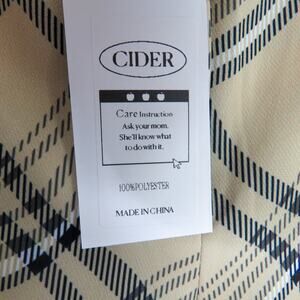 CIDER
Care Instruction
Ask your mom.
She'll know what
to do with it.
100%POLYESTER
MADE IN CHINA